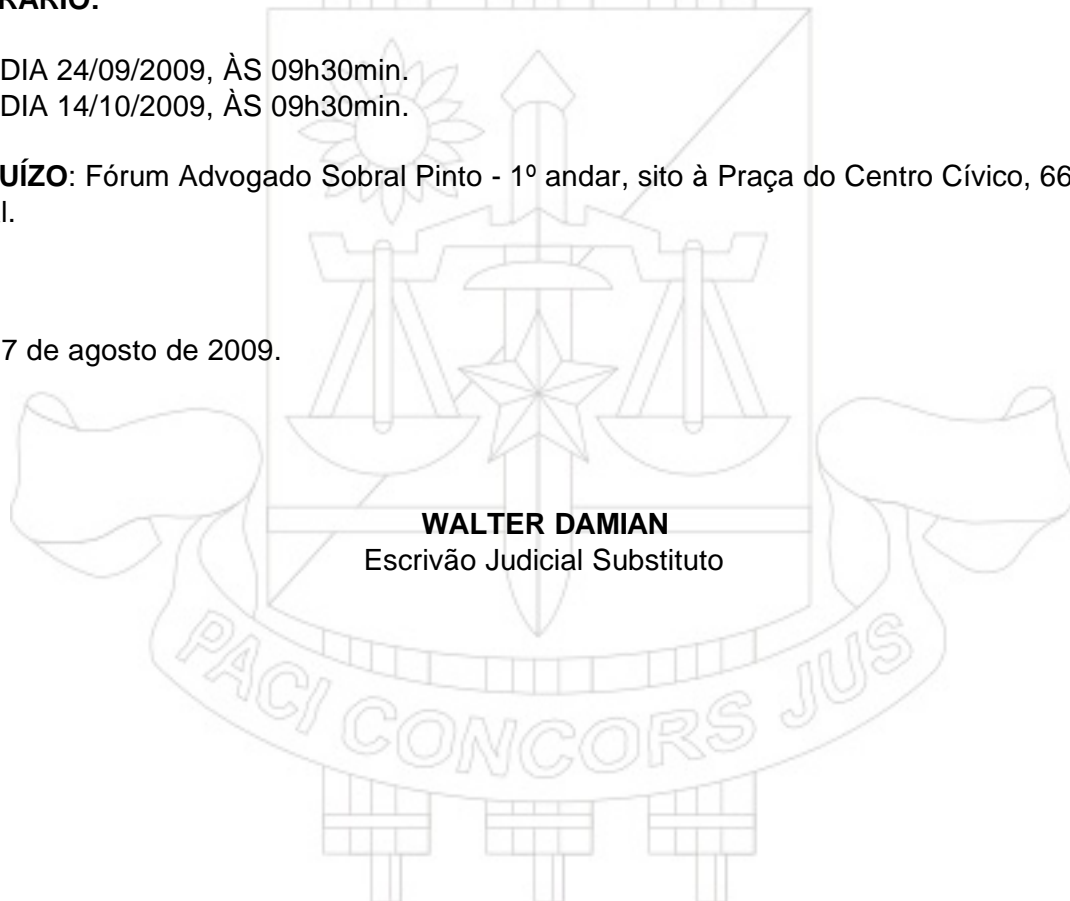 RÁRIO:
DIA 24/09/2009, ÀS 09h30min.
DIA 14/10/2009, ÀS 09h30min.
UÍZO: Fórum Advogado Sobral Pinto - 1º andar, sito à Praça do Centro Cívico, 66
l.
7 de agosto de 2009.
WALTER DAMIAN
Escrivão Judicial Substituto
PACI CONCORS JUS